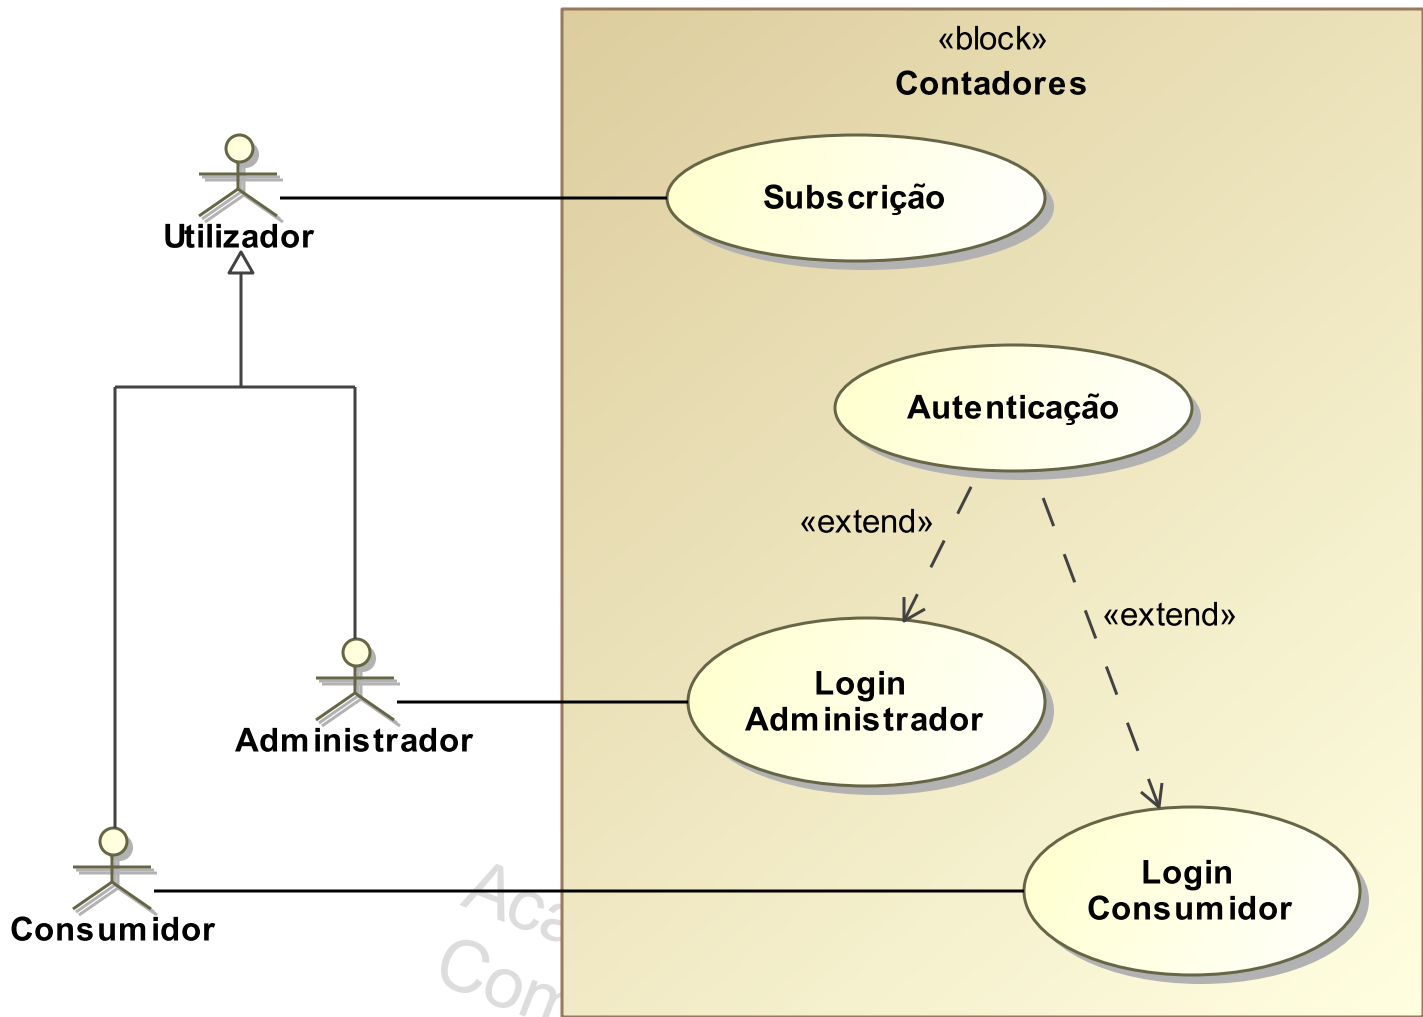 «block»
Contadores
Subscrição
Utilizador
Autenticação
«extend»
«extend»
Login
Administrador
Administrador
Login
Consumidor
Consumidor